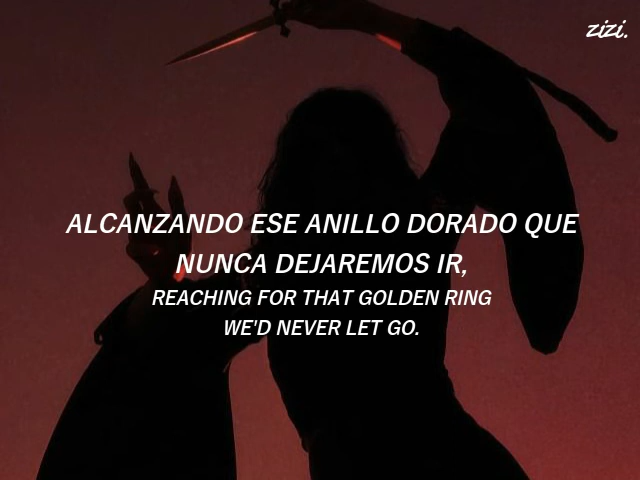 zizi.
ALCANZANDO ESE ANILLO DORADO QUE
NUNCA DEJAREMOS IR,
REACHING FOR THAT GOLDEN RING
WE'D NEVER LET GO.